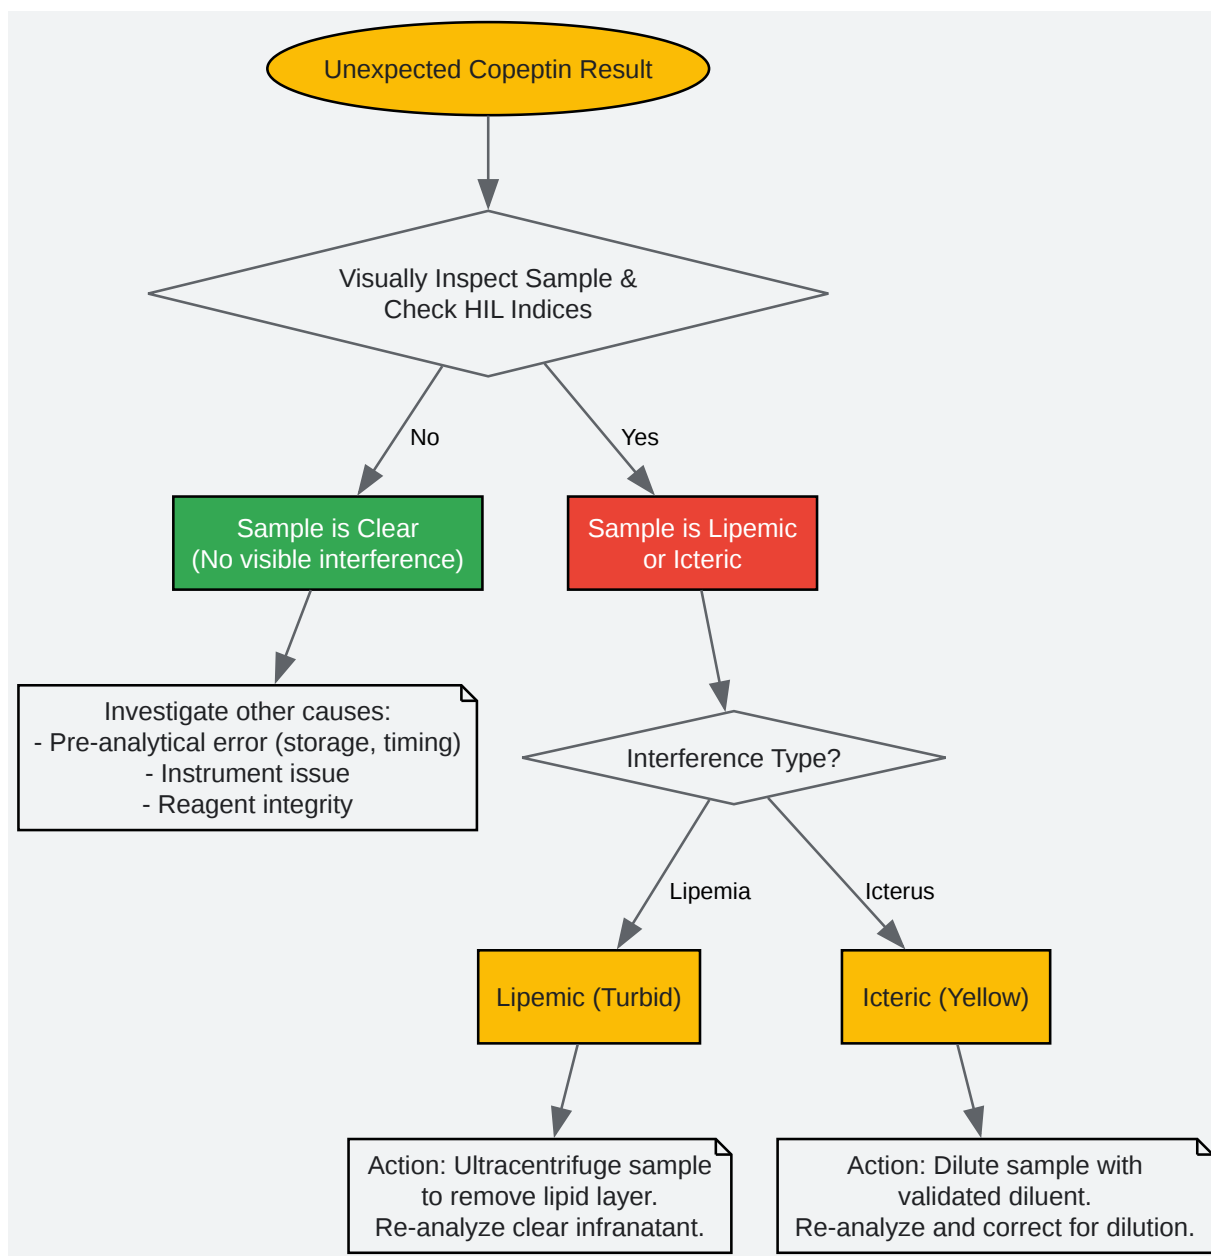 Unexpected Copeptin Result
Visually Inspect Sample &
Check HIL Indices
No
Yes
Sample is Clear
(No visible interference)
Sample is Lipemic
or Icteric
Investigate other causes:
- Pre-analytical error (storage, timing)
- Instrument issue
- Reagent integrity
Interference Type?
Lipemia
Icterus
Lipemic (Turbid)
Icteric (Yellow)
Action: Ultracentrifuge sample
to remove lipid layer.
Re-analyze clear infranatant.
Action: Dilute sample with
validated diluent.
Re-analyze and correct for dilution.